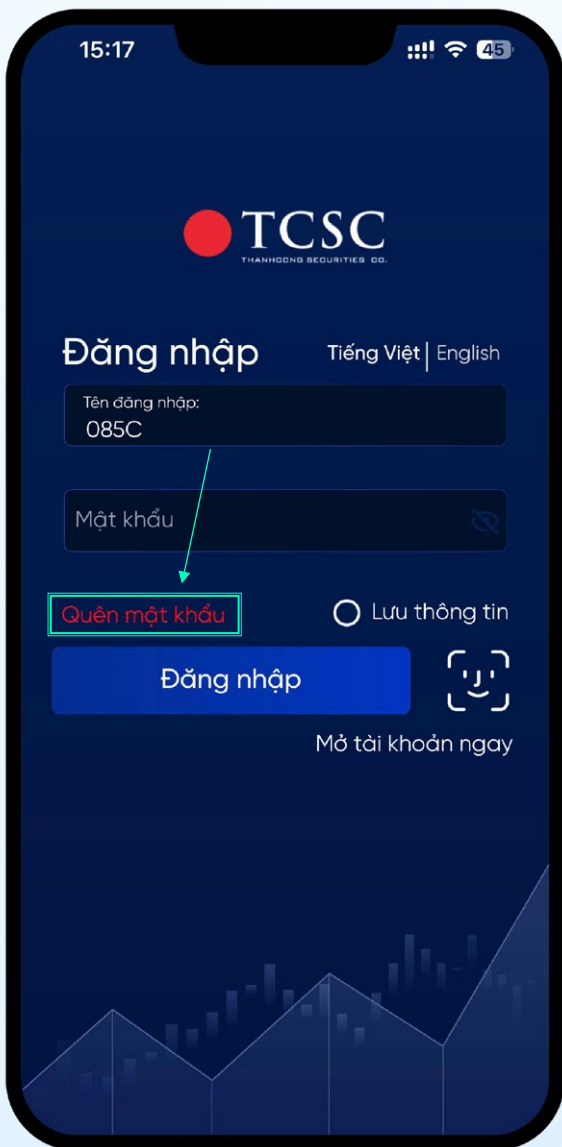 15:17
45
TCSC
THANHCONG SECURITIES CO.
Đăng nhập
Tiếng Việt | English
Tên đăng nhập:
085C
Mật khẩu
Quên mật khẩu
Lưu thông tin
Đăng nhập
Mở tài khoản ngay